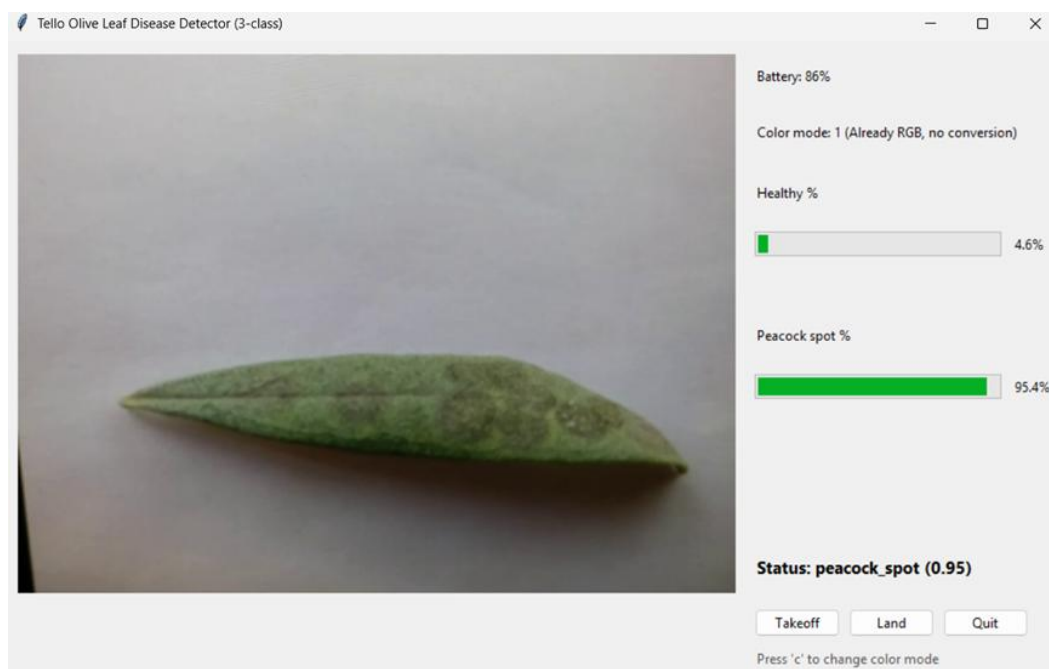 Tello Olive Leaf Disease Detector (3-class)
Battery: 86%
Color mode: 1 (Already RGB, no conversion)
Healthy %
4.6%
Peacock spot %
95.4%
Status: peacock_spot (0.95)
Takeoff Land Quit
Press 'c' to change color mode